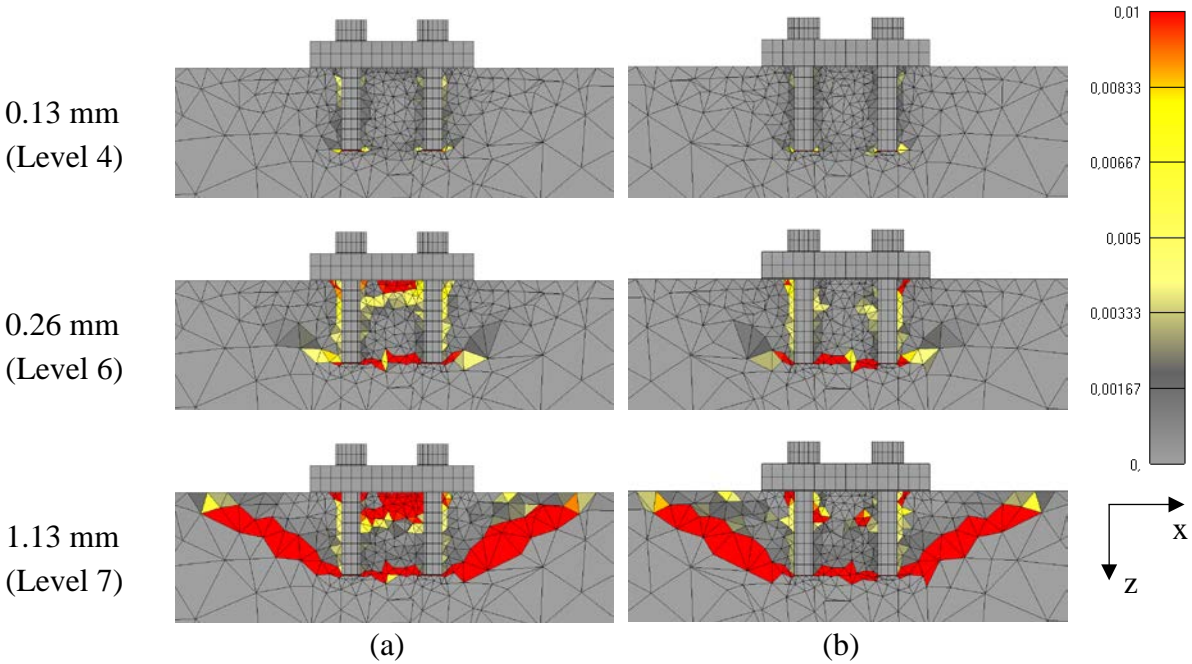 0,01
0.13 mm
(Level 4)
0,00833
0,00667
0.26 mm
(Level 6)
0,005
0,00333
0,00167
0,
1.13 mm
(Level 7)
x
z
(a)
(b)